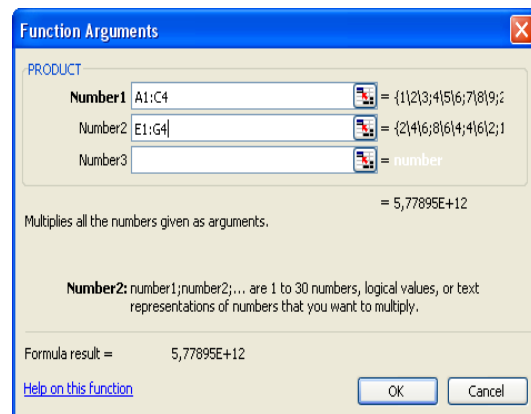 Function Arguments
PRODUCT
Number1 A1:C4 = {1\2\3;4\5\6;7\8\9;2
Number2 E1:G4 = {2\4\6;8\6\4;4\6\2;1
Number3 = number
= 5,77895E+12
Multiplies all the numbers given as arguments.
Number2: number1;number2;... are 1 to 30 numbers, logical values, or text
representations of numbers that you want to multiply.
Formula result = 5,77895E+12
Help on this function OK Cancel